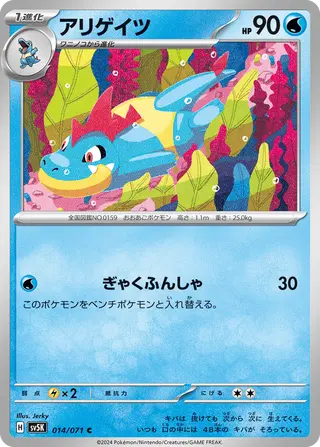 1進化
アリゲイツ
HP90
ワニノコから進化
全国図鑑NO.0159 おおあごポケモン 高さ：1.1m 重さ：25.0kg
ぎゃくふんしゃ 30
このポケモンをベンチポケモンと入れ替える。
弱点 ×2 抵抗力 にげる
Illus. Jerky
H SV5K 014/071 C
キバは 抜けても 次々と 生えてくる。
いつも 口の中には 48本の キバが そろっている。
©2024 Pokémon/Nintendo/Creatures/GAME FREAK.